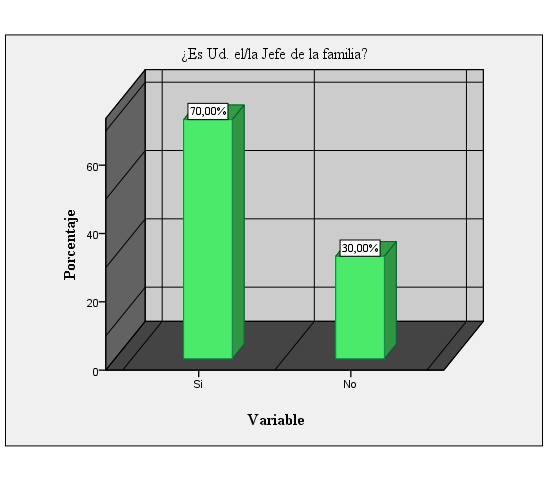 ¿Es Ud. el/la Jefe de la familia?
70,00%
30,00%
60
40
20
0
Porcentaje
Si
No
Variable